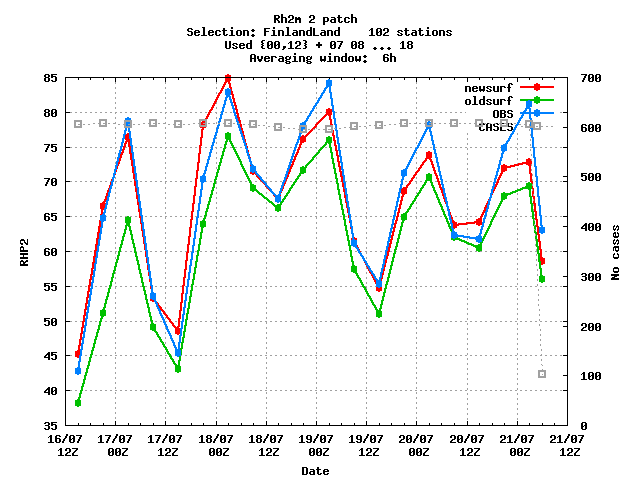 Rh2m 2 patch
Selection: FinlandLand    102 stations
Used {00,12} + 07 08 ... 18
Averaging window:  6h
newsurf
oldsurf
OBS
CASES
85
80
75
70
65
60
55
50
45
40
35
RHP2
700
600
500
400
300
200
100
0
No cases
16/07 17/07 17/07 18/07 18/07 19/07 19/07 20/07 20/07 21/07 21/07
12Z 00Z 12Z 00Z 12Z 00Z 12Z 00Z 12Z 00Z 12Z
Date